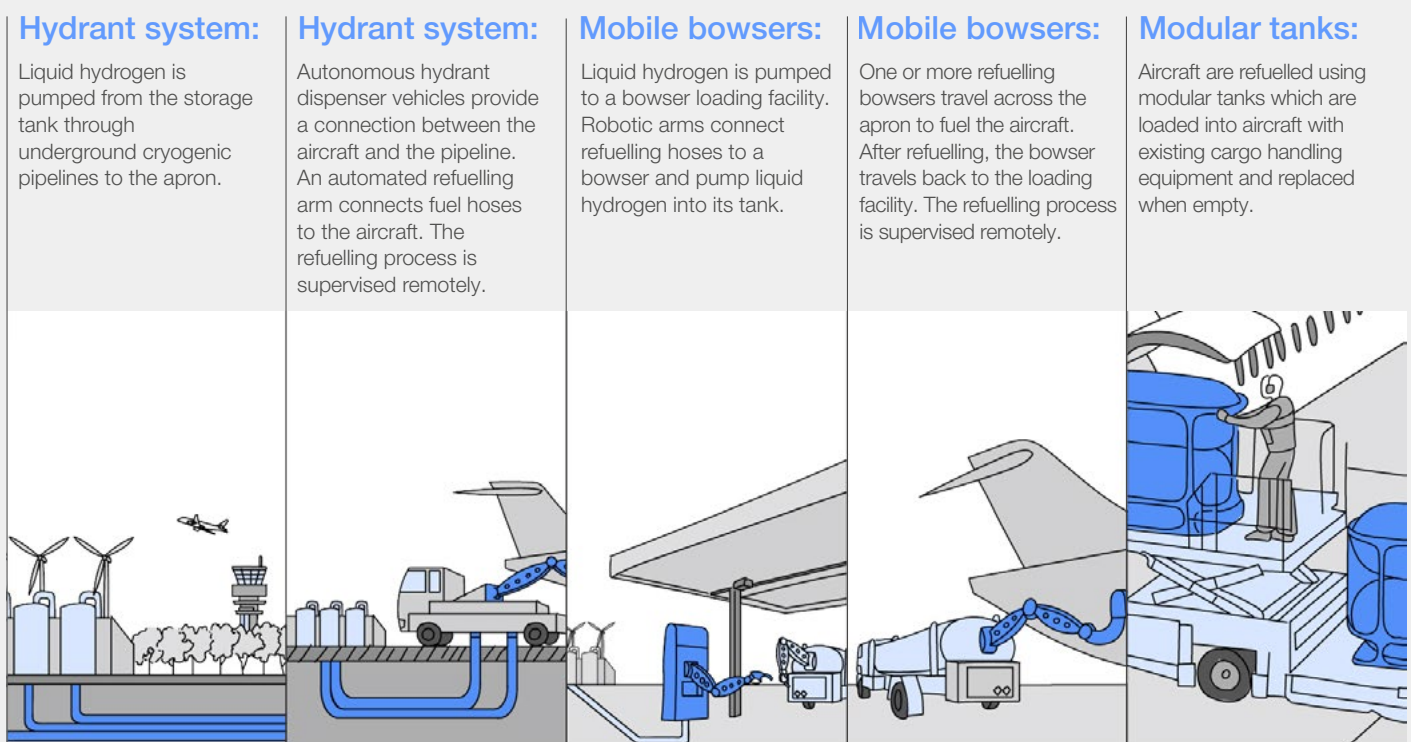 Hydrant system:
Liquid hydrogen is
pumped from the storage
tank through
underground cryogenic
pipelines to the apron.
Hydrant system:
Autonomous hydrant
dispenser vehicles provide
a connection between the
aircraft and the pipeline.
An automated refuelling
arm connects fuel hoses
to the aircraft. The
refuelling process is
supervised remotely.
Mobile bowsers:
Liquid hydrogen is pumped
to a bowser loading facility.
Robotic arms connect
refuelling hoses to a
bowser and pump liquid
hydrogen into its tank.
Mobile bowsers:
One or more refuelling
bowsers travel across the
apron to fuel the aircraft.
After refuelling, the bowser
travels back to the loading
facility. The refuelling process
is supervised remotely.
Modular tanks:
Aircraft are refuelled using
modular tanks which are
loaded into aircraft with
existing cargo handling
equipment and replaced
when empty.